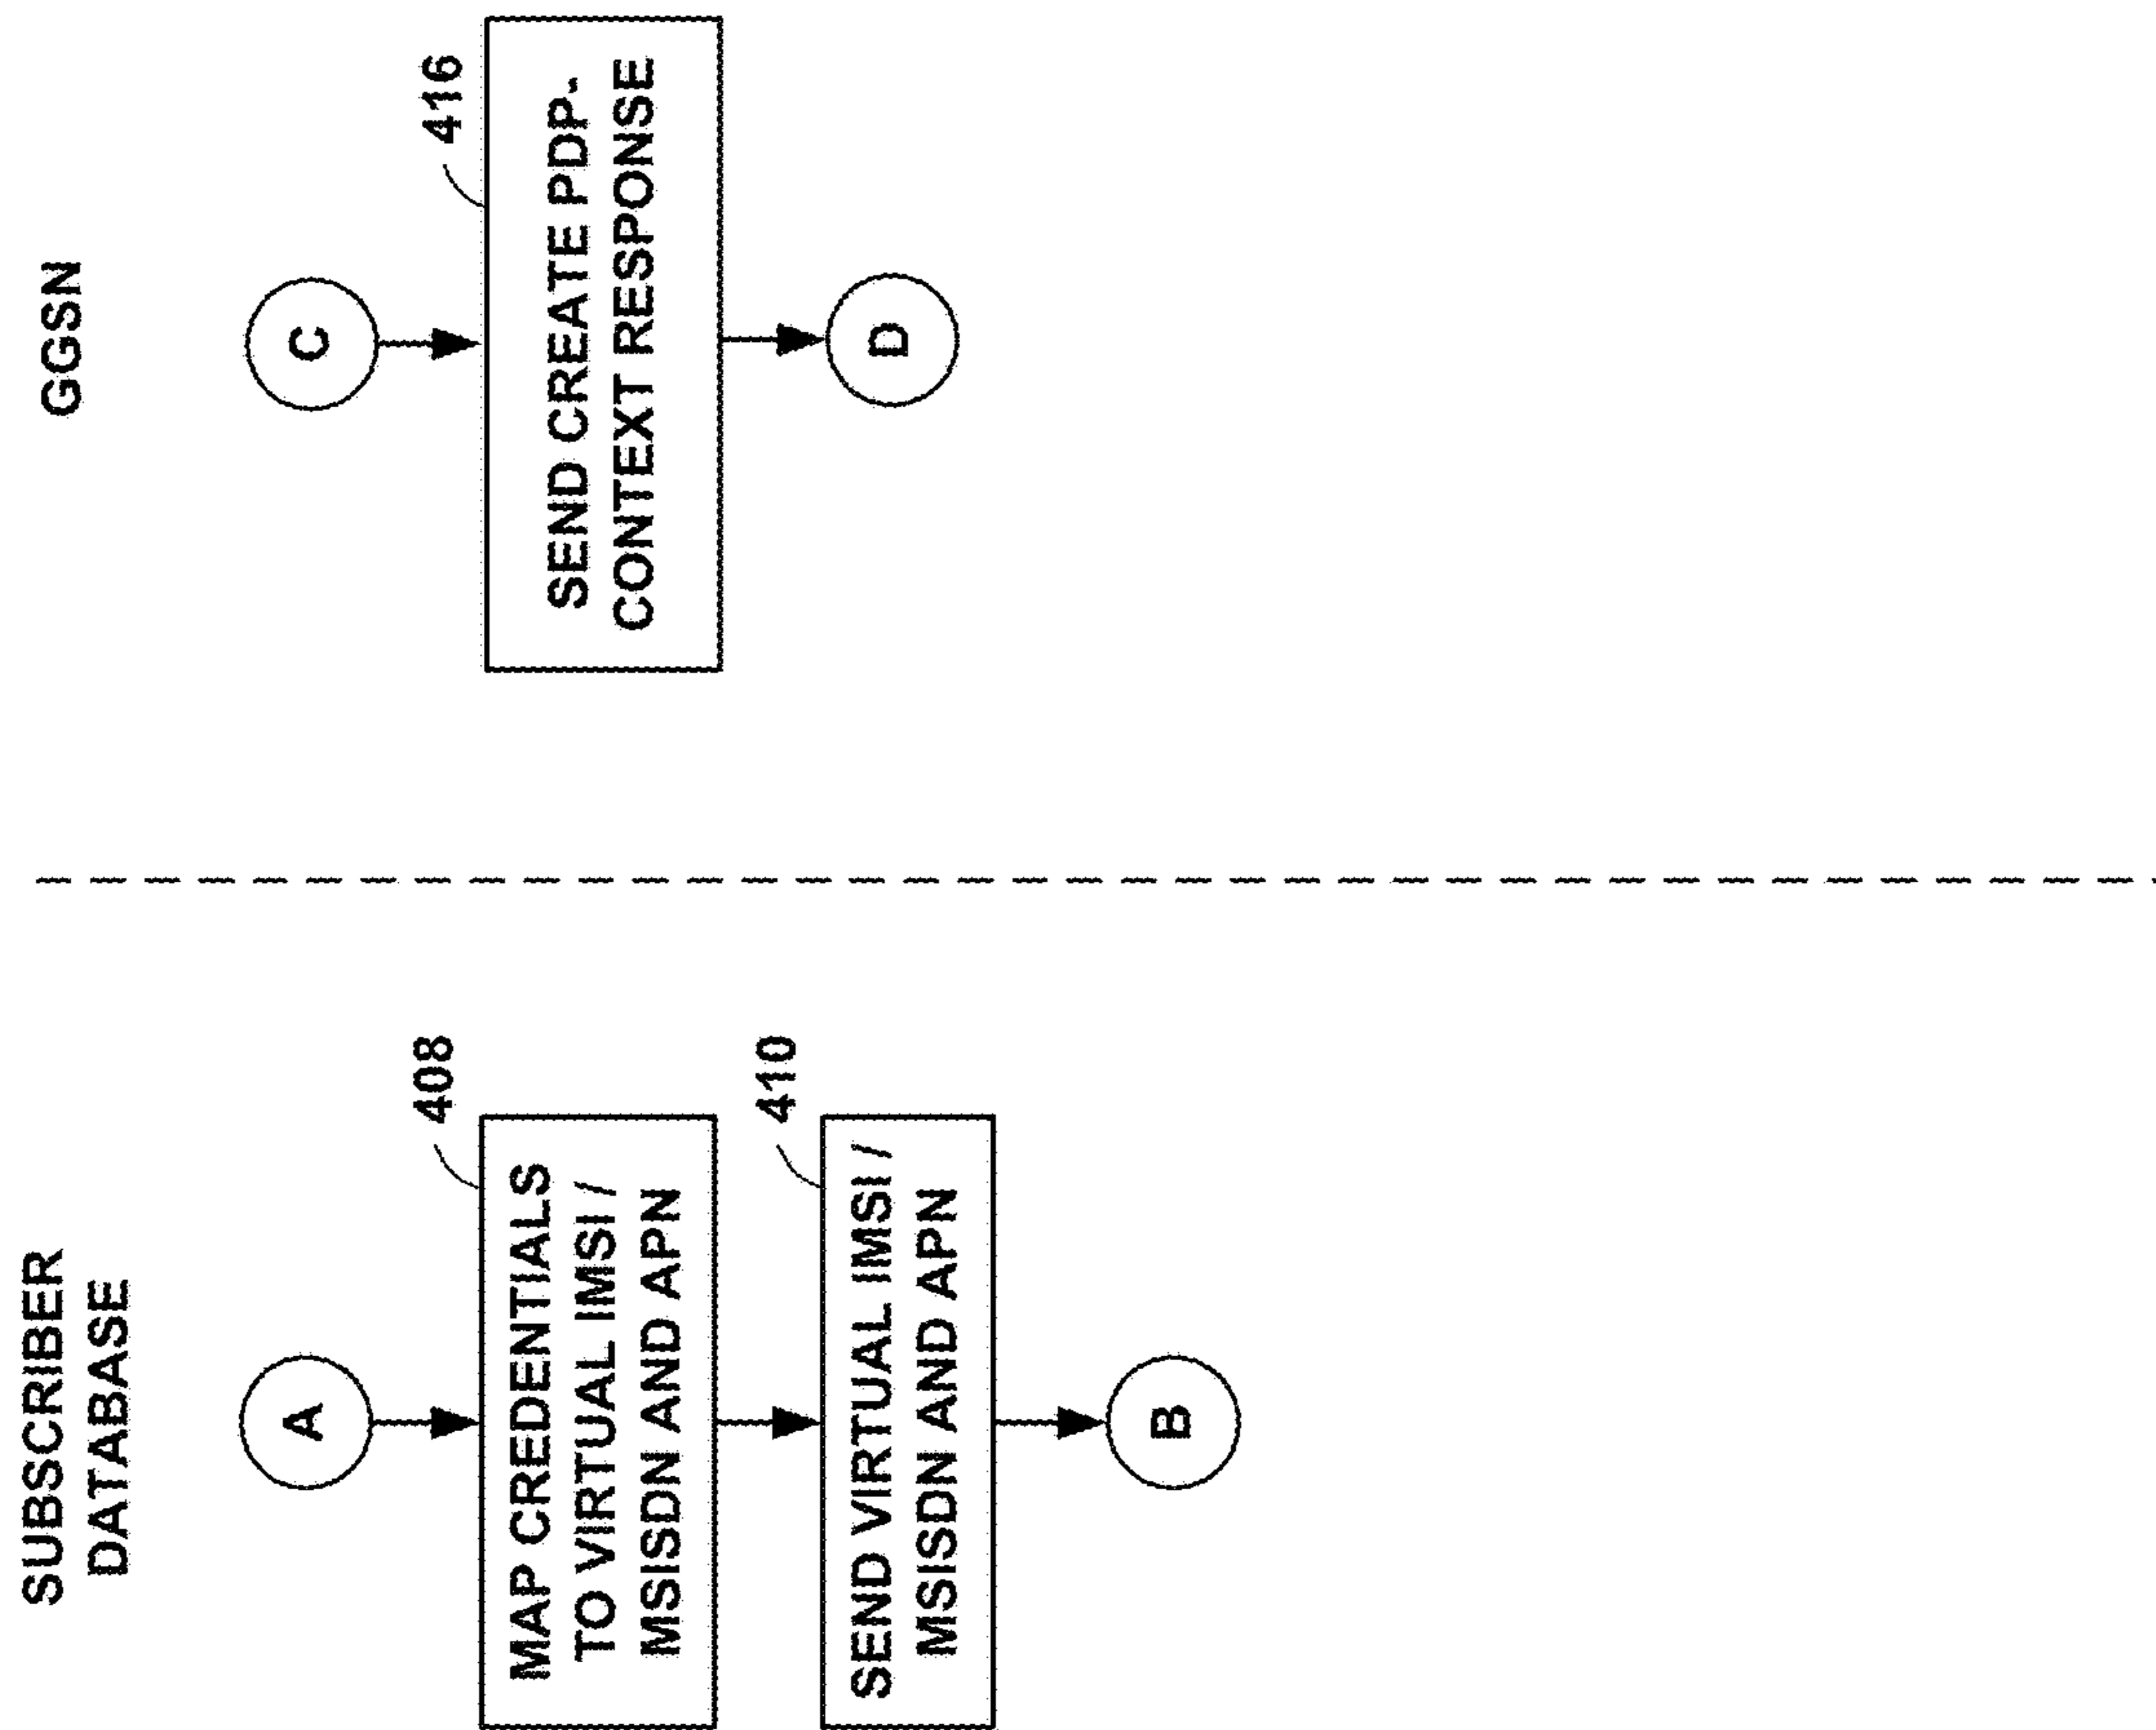 SUBSCRIBER
DATABASE
A
408
MAP CREDENTIALS
TO VIRTUAL IMSI /
MSISDN AND APN
410
SEND VIRTUAL IMSI /
MSISDN AND APN
B
GGSN
C
416
SEND CREATE PDP-
CONTEXT RESPONSE
D